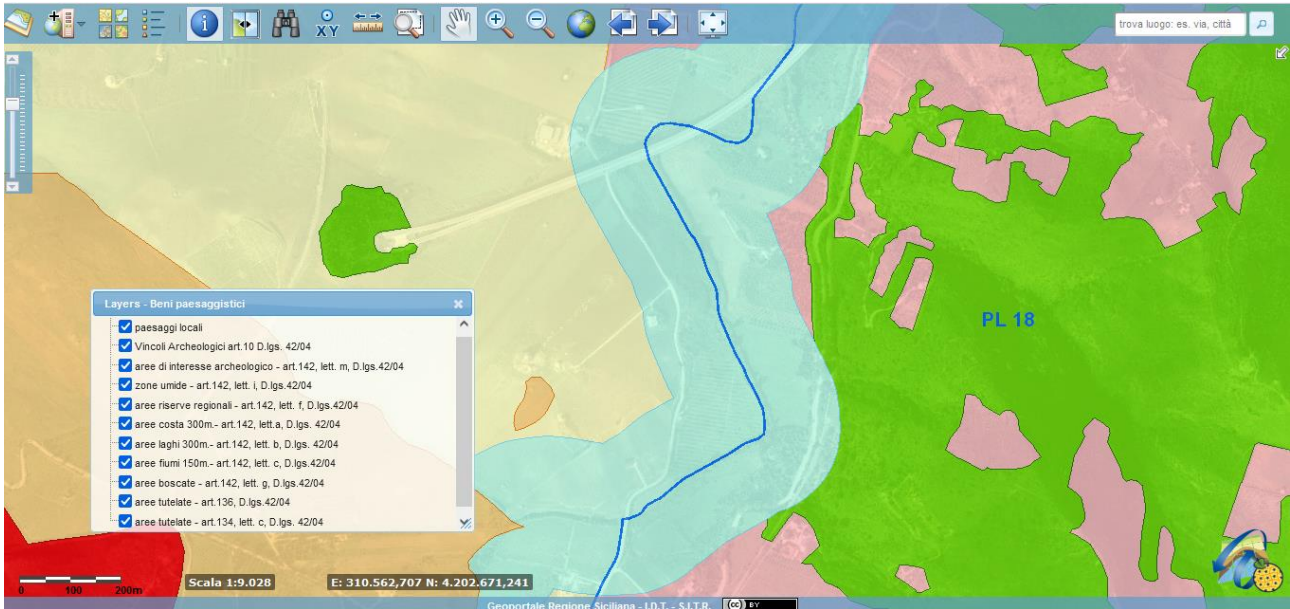 XY
trova luogo: es. via, città
PL 18
Layers - Beni paesaggistici
paesaggi locali
Vincoli Archeologici art.10 D.lgs. 42/04
aree di interesse archeologico - art.142, lett. m, D.lgs.42/04
zone umide - art.142, lett. i, D.lgs.42/04
aree riserve regionali - art.142, lett. f, D.lgs.42/04
aree costa 300m.- art.142, lett.a, D.lgs. 42/04
aree laghi 300m.- art.142, lett. b, D.lgs.42/04
aree fiumi 150m.- art.142, lett. c, D.lgs.42/04
aree boscate - art.142, lett. g, D.lgs.42/04
aree tutelate - art.136, D.lgs.42/04
aree tutelate - art.134, lett. c, D.lgs. 42/04
0 100 200m
Scala 1:9.028
E: 310.562,707 N: 4.202.671,241
Geoportale Regione Siciliana - I.D.T. - S.I.T.R.
(cc) BY